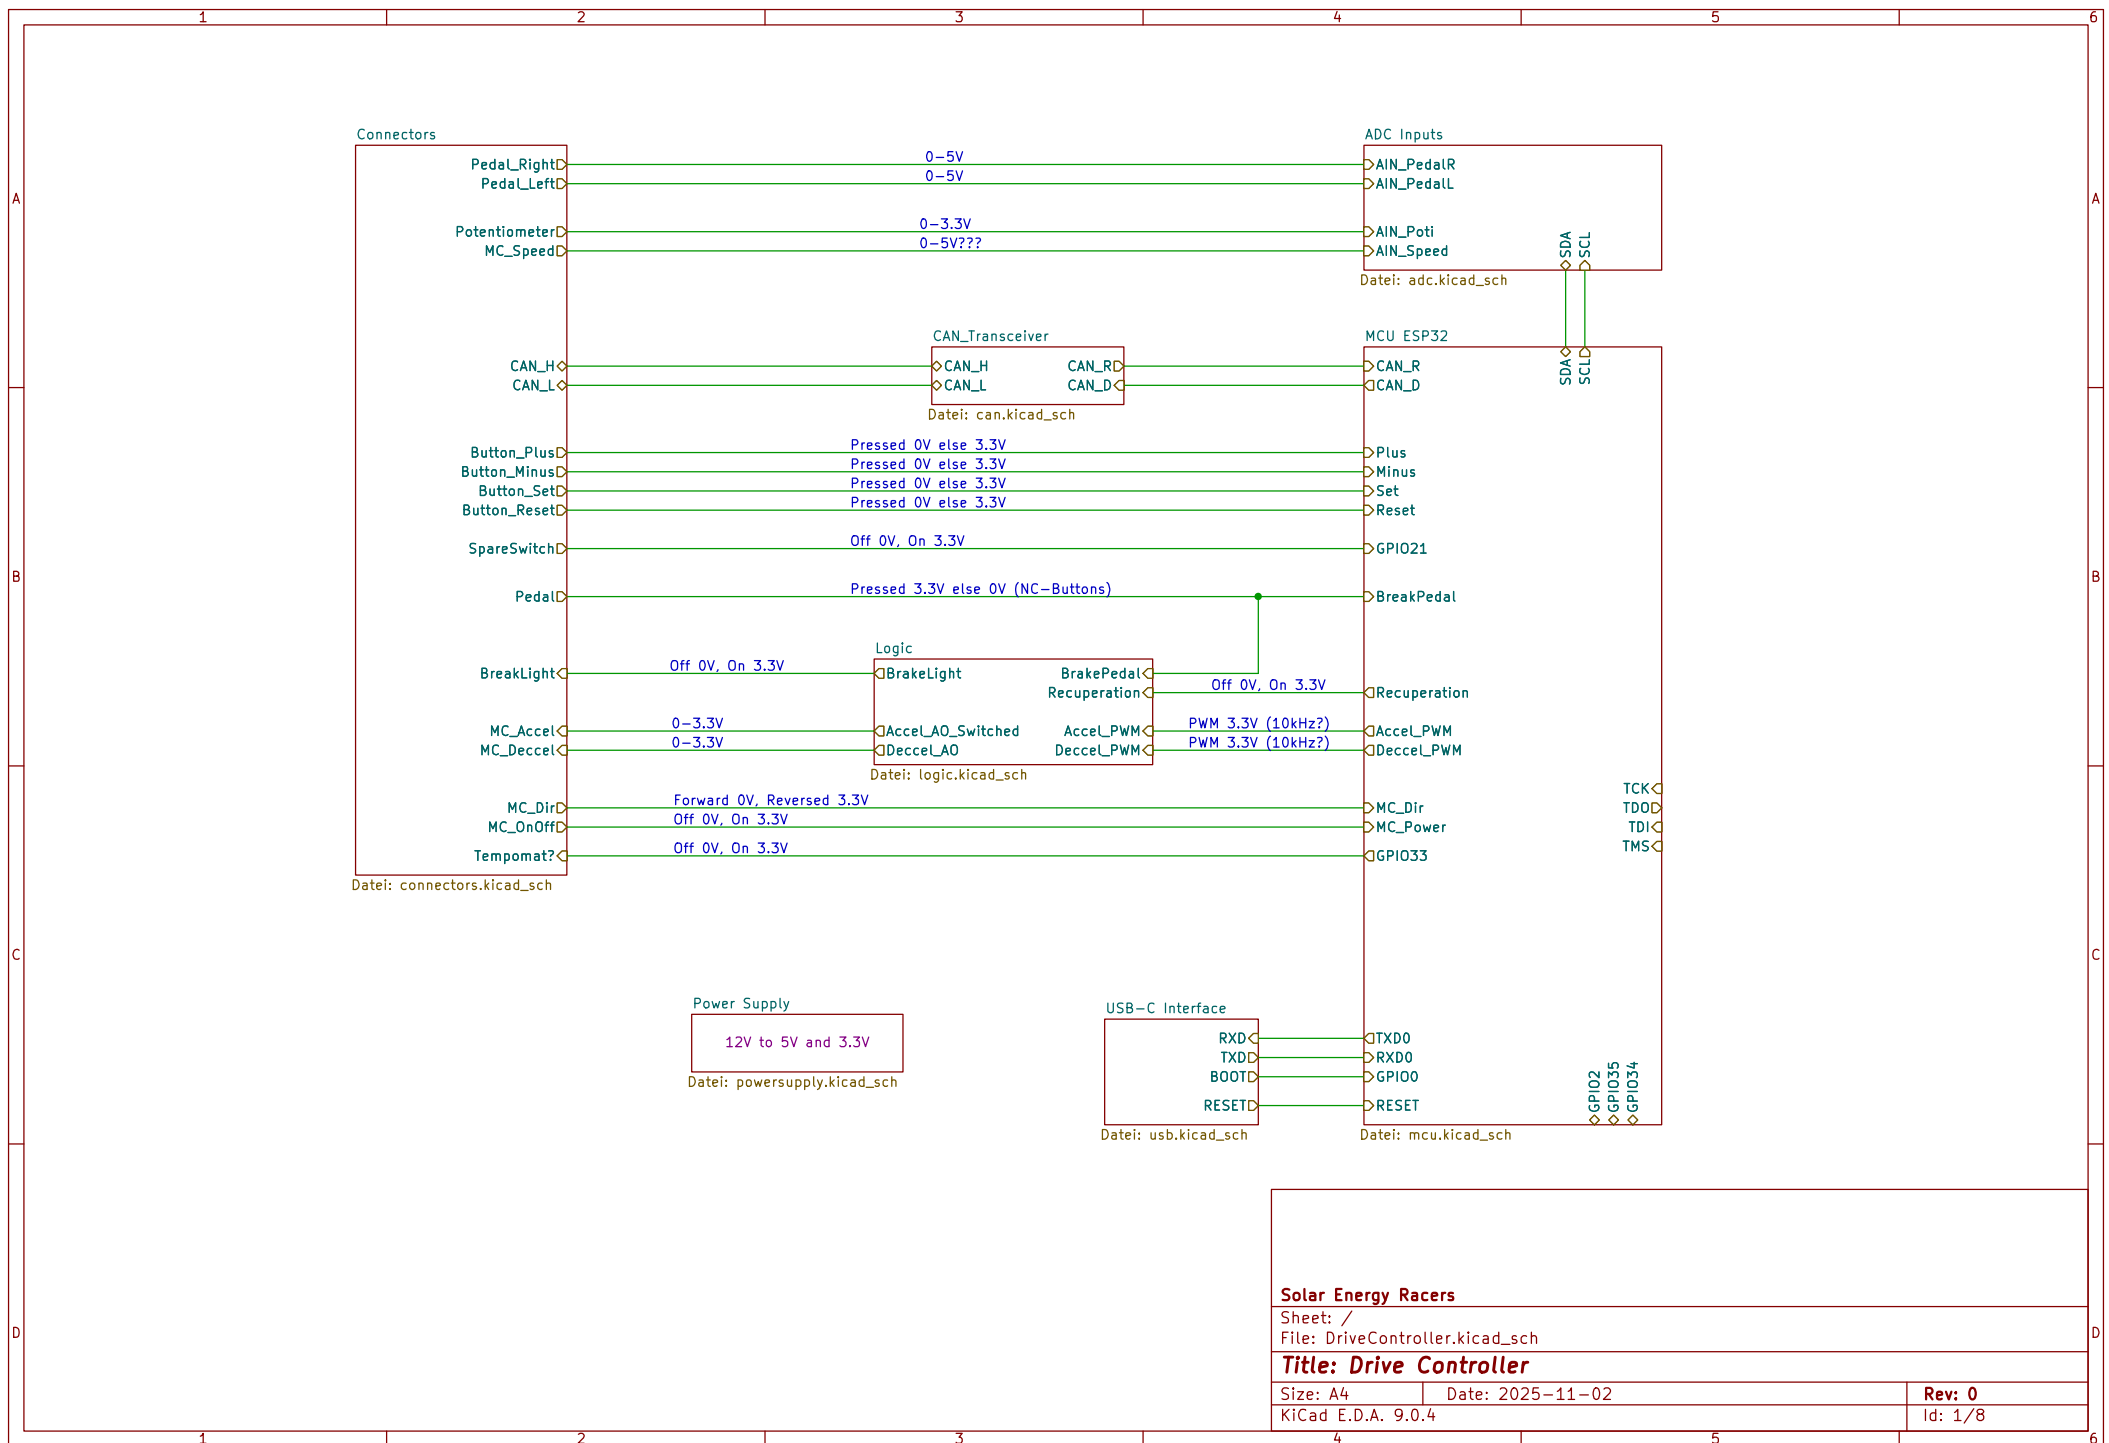 1 2 3 4 5 6
Connectors
ADC Inputs
Pedal_Right 0-5V AIN_PedalR
Pedal_Left 0-5V AIN_PedalL
A A
Potentiometer 0-3.3V AIN_Poti
MC_Speed 0-5V??? AIN_Speed
SDA SCL
Datei: adc.kicad_sch
CAN_Transceiver
MCU ESP32
CAN_H CAN_H CAN_R CAN_R
CAN_L CAN_L CAN_D CAN_D
SDA SCL
Datei: can.kicad_sch
Button_Plus Pressed 0V else 3.3V Plus
Button_Minus Pressed 0V else 3.3V Minus
Button_Set Pressed 0V else 3.3V Set
Button_Reset Pressed 0V else 3.3V Reset
SpareSwitch Off 0V, On 3.3V GPIO21
B B
Pedal Pressed 3.3V else 0V (NC-Buttons) BreakPedal
Logic
BreakLight Off 0V, On 3.3V BrakeLight BrakePedal
Recuperation Off 0V, On 3.3V Recuperation
MC_Accel 0-3.3V Accel_AO_Switched Accel_PWM PWM 3.3V (10kHz?) Accel_PWM
MC_Deccel 0-3.3V Deccel_AO Deccel_PWM PWM 3.3V (10kHz?) Deccel_PWM
Datei: logic.kicad_sch
TCK
MC_Dir Forward 0V, Reversed 3.3V MC_Dir TDO
MC_OnOff Off 0V, On 3.3V MC_Power TDI
TMS
Tempomat? Off 0V, On 3.3V GPIO33
Datei: connectors.kicad_sch
C C
Power Supply
USB-C Interface
12V to 5V and 3.3V
RXD TXD0
TXD RXD0
BOOT GPIO0
Datei: powersupply.kicad_sch
RESET RESET
GPIO2 GPIO35 GPIO34
Datei: usb.kicad_sch
Datei: mcu.kicad_sch
Solar Energy Racers
Sheet: /
D D
File: DriveController.kicad_sch
Title: Drive Controller
Size: A4 Date: 2025-11-02 Rev: 0
KiCad E.D.A. 9.0.4 Id: 1/8
1 2 3 4 5 6